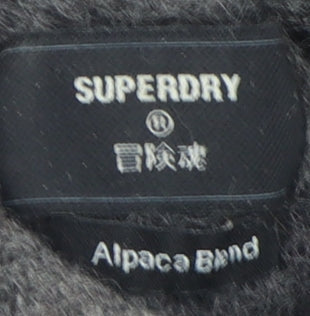 SUPERDRY
®
冒険魂
Alpaca Blend